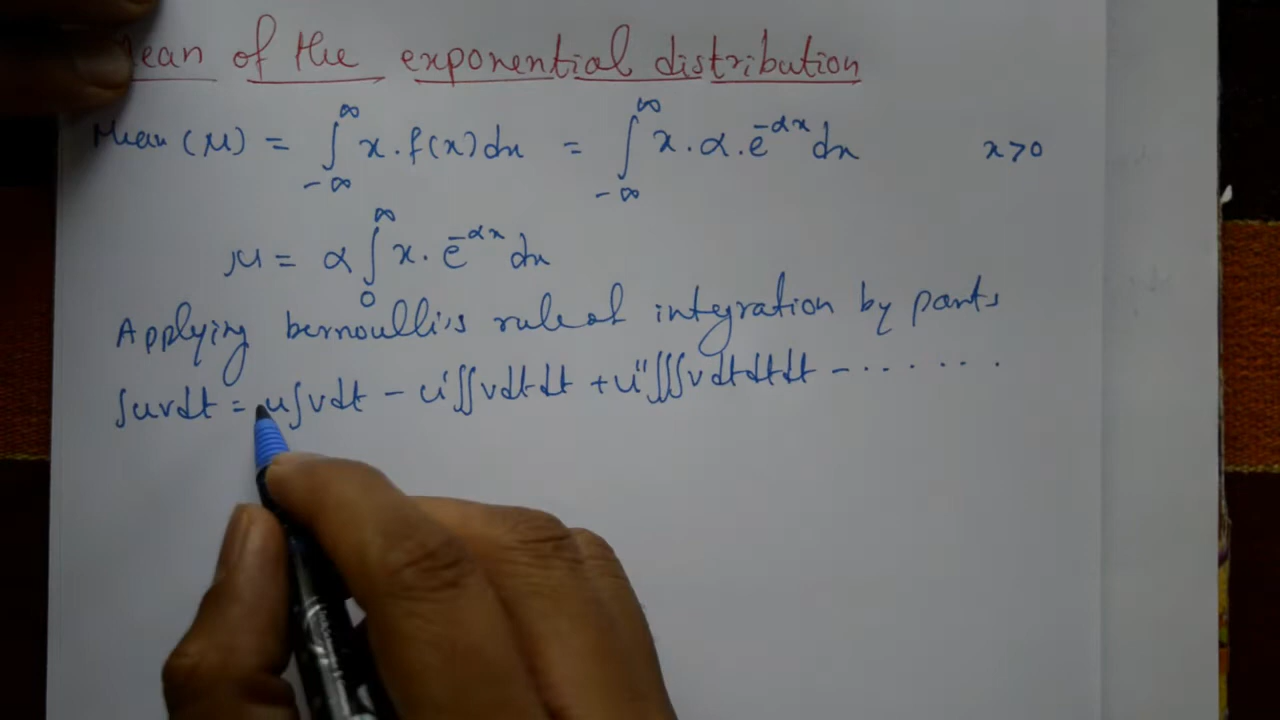 Mean of the exponential distribution
Mean (μ) = ∫_{-∞}^{∞} x . f(x) dx = ∫_{-∞}^{∞} x . α . e^{-αx} dx x > 0
μ = α ∫_{0}^{∞} x . e^{-αx} dx
Applying bernoulli's rule of integration by parts
∫uvdt = u∫vdt - u'∫∫vdtdt + u''∫∫∫vdtdtdt - .......